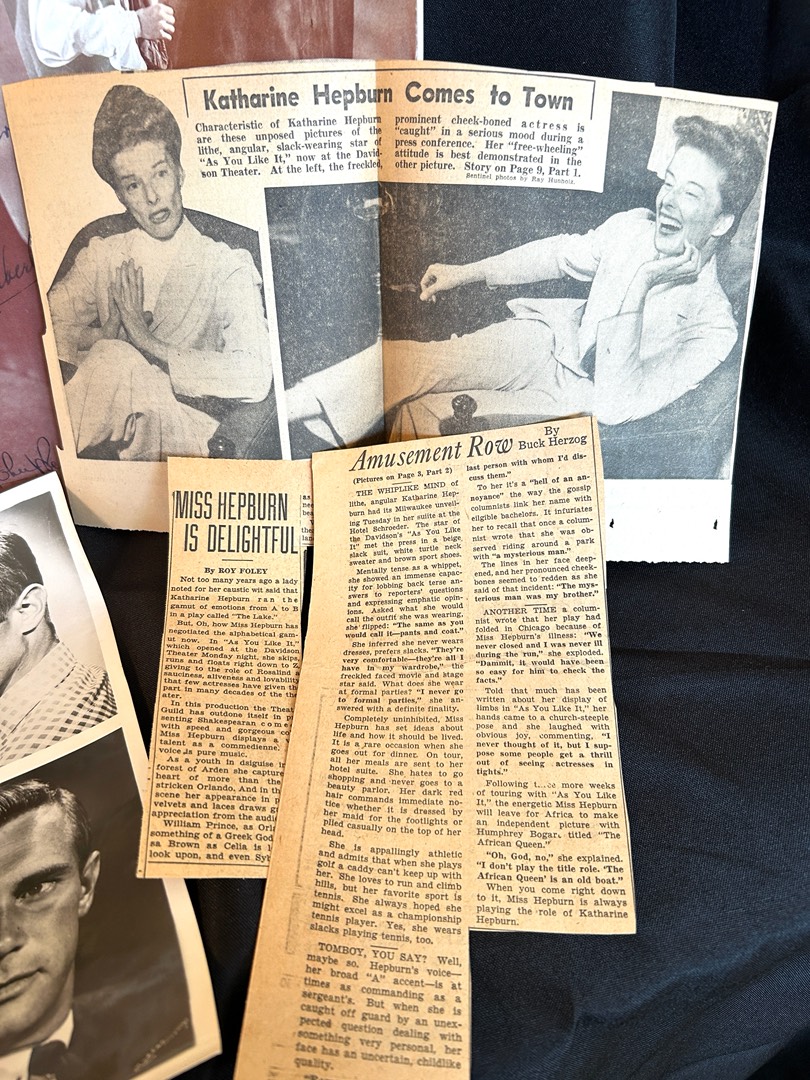 Katharine Hepburn Comes to Town
Characteristic of Katharine Hepburn
are these unposed pictures of the
lithe, angular, slack-wearing star of
"As You Like It," now at the David-
son Theater. At the left, the freckled,
prominent cheek-boned actress is
"caught" in a serious mood during a
press conference. Her "free-wheeling"
attitude is best demonstrated in the
other picture. Story on Page 9, Part 1.
Sentinel photos by Ray
MISS HEPBURN
IS DELIGHTFUL
By ROY FOLEY
Not too many years ago a lady
noted for her caustic wit said that
Katharine Hepburn ran the
gamut of emotions from A to B
in a play called "The Lake."
But, Oh, how Miss Hepburn has
negotiated the alphabetical gam-
ut now. In "As You Like It,"
which opened at the Davidson
Theater Monday night, she skips,
runs and floats right down to Z
giving to the role of Rosalind a
sauciness, aliveness and lovability
that few actresses have given th
part in many decades of the the
ater.
In this production the Theat
Guild has outdone itself in p
senting Shakespearan come
with speed and gorgeous co
Miss Hepburn displays a
talent as a commedienne.
voice is pure music.
As a youth in disguise i
forest of Arden she capture
heart of more than the
stricken Orlando. And in th
scene her appearance in p
velvets and laces draws g
appreciation from the audie
William Prince, as Orl
something of a Greek God
sa Brown as Celia is l
look upon, and even Syb
as
nee
bea
V
the
lan
Amusement Row
By
Buck Herzog
(Pictures on Page 3, Part 2)
THE WHIPLIKE MIND of
lithe, angular Katharine Hep-
burn had its Milwaukee unveil-
ing Tuesday in her suite at the
Hotel Schroeder. The star of
the Davidson's "As You Like
It" met the press in a beige
slack suit, white turtle neck
sweater and brown sport shoes.
Mentally tense as a whippet,
she showed an immense capac-
ity for lobbing back terse an-
swers to reporters' questions
and expressing emphatic opin-
ions. Asked what she would
call the outfit she was wearing,
she flipped: "The same as you
would call it—pants and coat."
She inferred she never wears
dresses, prefers slacks. "They're
very comfortable—they're all I
have in my wardrobe," the
freckled faced movie and stage
star said. What does she wear
at formal parties? "I never go
to formal parties," she an-
swered with a definite finality.
Completely uninhibited, Miss
Hepburn has set ideas about
life and how it should be lived.
It is a rare occasion when she
goes out for dinner. On tour,
all her meals are sent to her
hotel suite. She hates to go
shopping and never goes to a
beauty parlor. Her dark red
hair commands immediate no-
tice whether it is dressed by
her maid for the footlights or
piled casually on the top of her
head.
She is appallingly athletic
and admits that when she plays
golf a caddy can't keep up with
her. She loves to run and climb
hills, but her favorite sport is
tennis. She always hoped she
might excel as a championship
tennis player. Yes, she wears
slacks playing tennis, too.
TOMBOY, YOU SAY? Well,
maybe so. Hepburn's voice—
her broad "A" accent—is at
times as commanding as a
sergeant's. But when she is
caught off guard by an unex-
pected question dealing with
something very personal, her
face has an uncertain, childlike
quality.
last person with whom I'd dis-
cuss them."
To her it's a "hell of an an-
noyance" the way the gossip
columnists link her name with
eligible bachelors. It infuriates
her to recall that once a colum-
nist wrote that she was ob-
served riding around a park
with "a mysterious man."
The lines in her face deep-
ened, and her pronounced cheek-
bones seemed to redden as she
said of that incident: "The mys-
terious man was my brother."
ANOTHER TIME a colum-
nist wrote that her play had
folded in Chicago because of
Miss Hepburn's illness: "We
never closed and I was never ill
during the run," she exploded.
"Dammit, it would have been
so easy for him to check the
facts."
Told that much has been
written about her display of
limbs in "As You Like It," her
hands came to a church-steeple
pose and she laughed with
obvious joy, commenting, "I
never thought of it, but I sup-
pose some people get a thrill
out of seeing actresses in
tights."
Following more weeks
of touring with "As You Like
It," the energetic Miss Hepburn
will leave for Africa to make
an independent picture with
Humphrey Bogar, titled "The
African Queen."
"Oh, God, no," she explained.
"I don't play the title role. 'The
African Queen' is an old boat."
When you come right down
to it, Miss Hepburn is always
playing the role of Katharine
Hepburn.